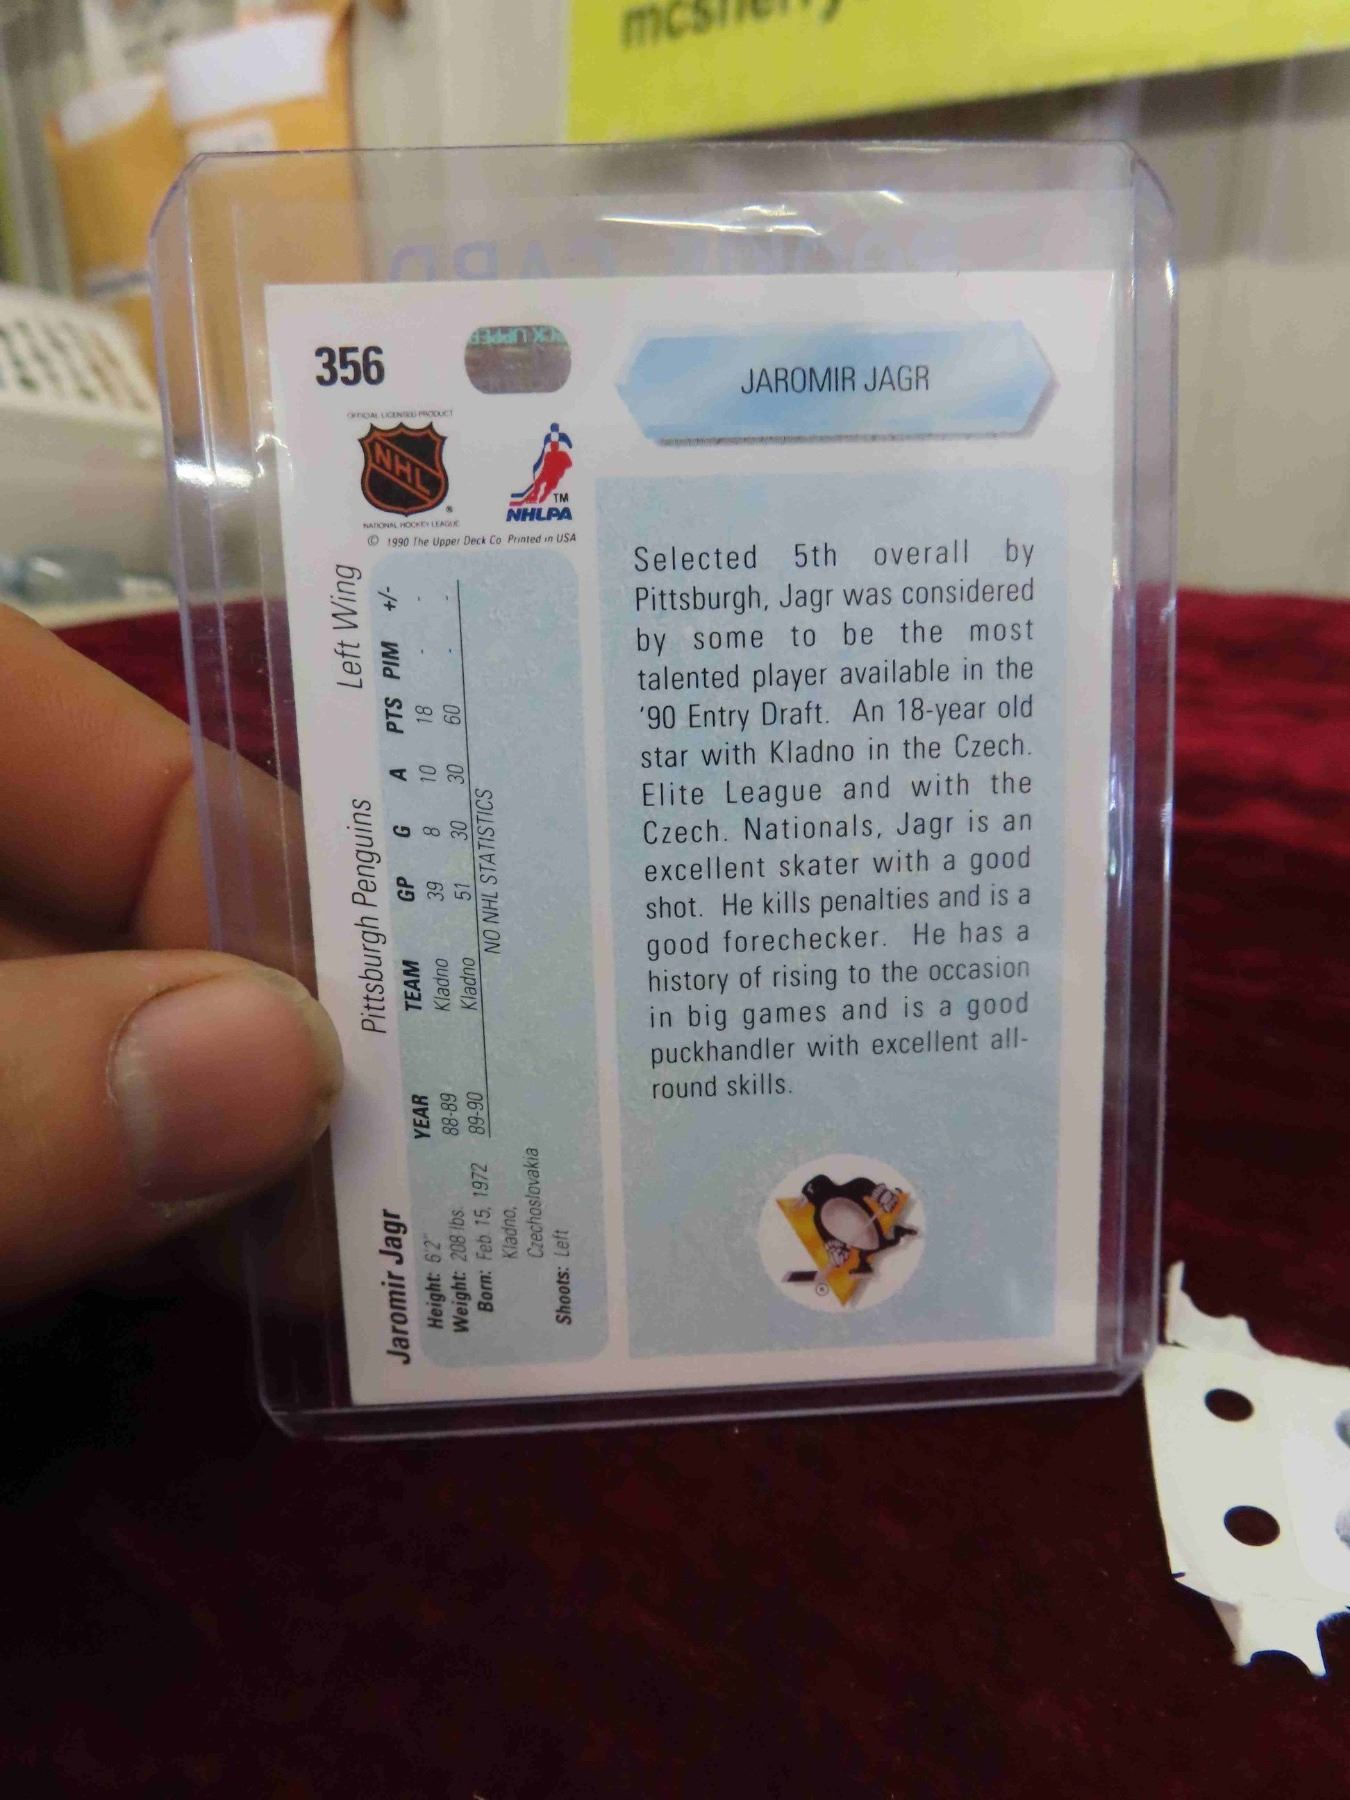 ROOKIE CARD
356
UPPER DECK
JAROMIR JAGR
OFFICIAL LICENSED PRODUCT
NHL
NATIONAL HOCKEY LEAGUE
TM
NHLPA
© 1990 The Upper Deck Co Printed in USA
Selected 5th overall by
Pittsburgh, Jagr was considered
by some to be the most
talented player available in the
'90 Entry Draft. An 18-year old
star with Kladno in the Czech.
Elite League and with the
Czech. Nationals, Jagr is an
excellent skater with a good
shot. He kills penalties and is a
good forechecker. He has a
history of rising to the occasion
in big games and is a good
puckhandler with excellent all-
round skills.
Jaromir Jagr Pittsburgh Penguins Left Wing
Height: 6'2"
Weight: 208 lbs.
Born: Feb. 15, 1972
Kladno,
Czechoslovakia
Shoots: Left
YEAR TEAM GP G A PTS PIM +/-
88-89 Kladno 39 8 10 18 - -
89-90 Kladno 51 30 30 60 - -
NO NHL STATISTICS